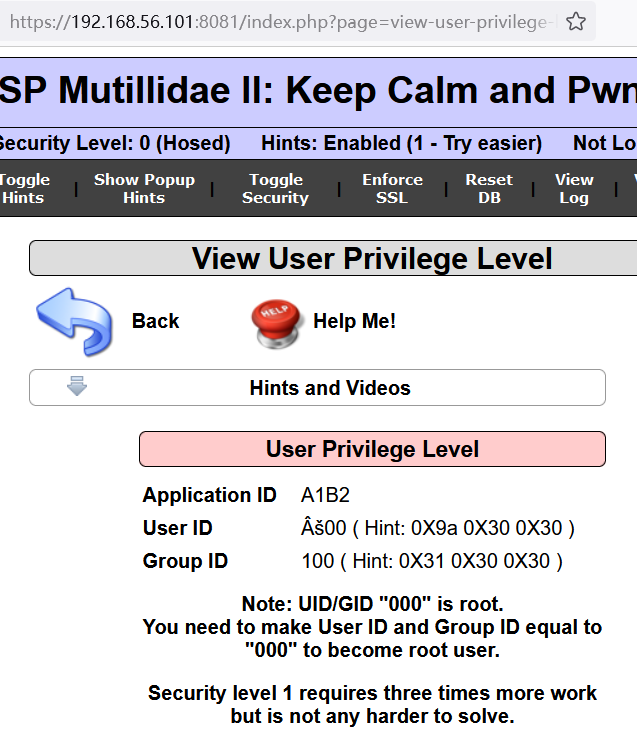 https://192.168.56.101:8081/index.php?page=view-user-privilege-
SP Mutillidae II: Keep Calm and Pwn
Security Level: 0 (Hosed) Hints: Enabled (1 - Try easier) Not Lo
Toggle Hints | Show Popup Hints | Toggle Security | Enforce SSL | Reset DB | View Log |
View User Privilege Level
Back HELP Help Me!
Hints and Videos
User Privilege Level
Application ID A1B2
User ID Âš00 ( Hint: 0X9a 0X30 0X30 )
Group ID 100 ( Hint: 0X31 0X30 0X30 )
Note: UID/GID "000" is root.
You need to make User ID and Group ID equal to
"000" to become root user.
Security level 1 requires three times more work
but is not any harder to solve.